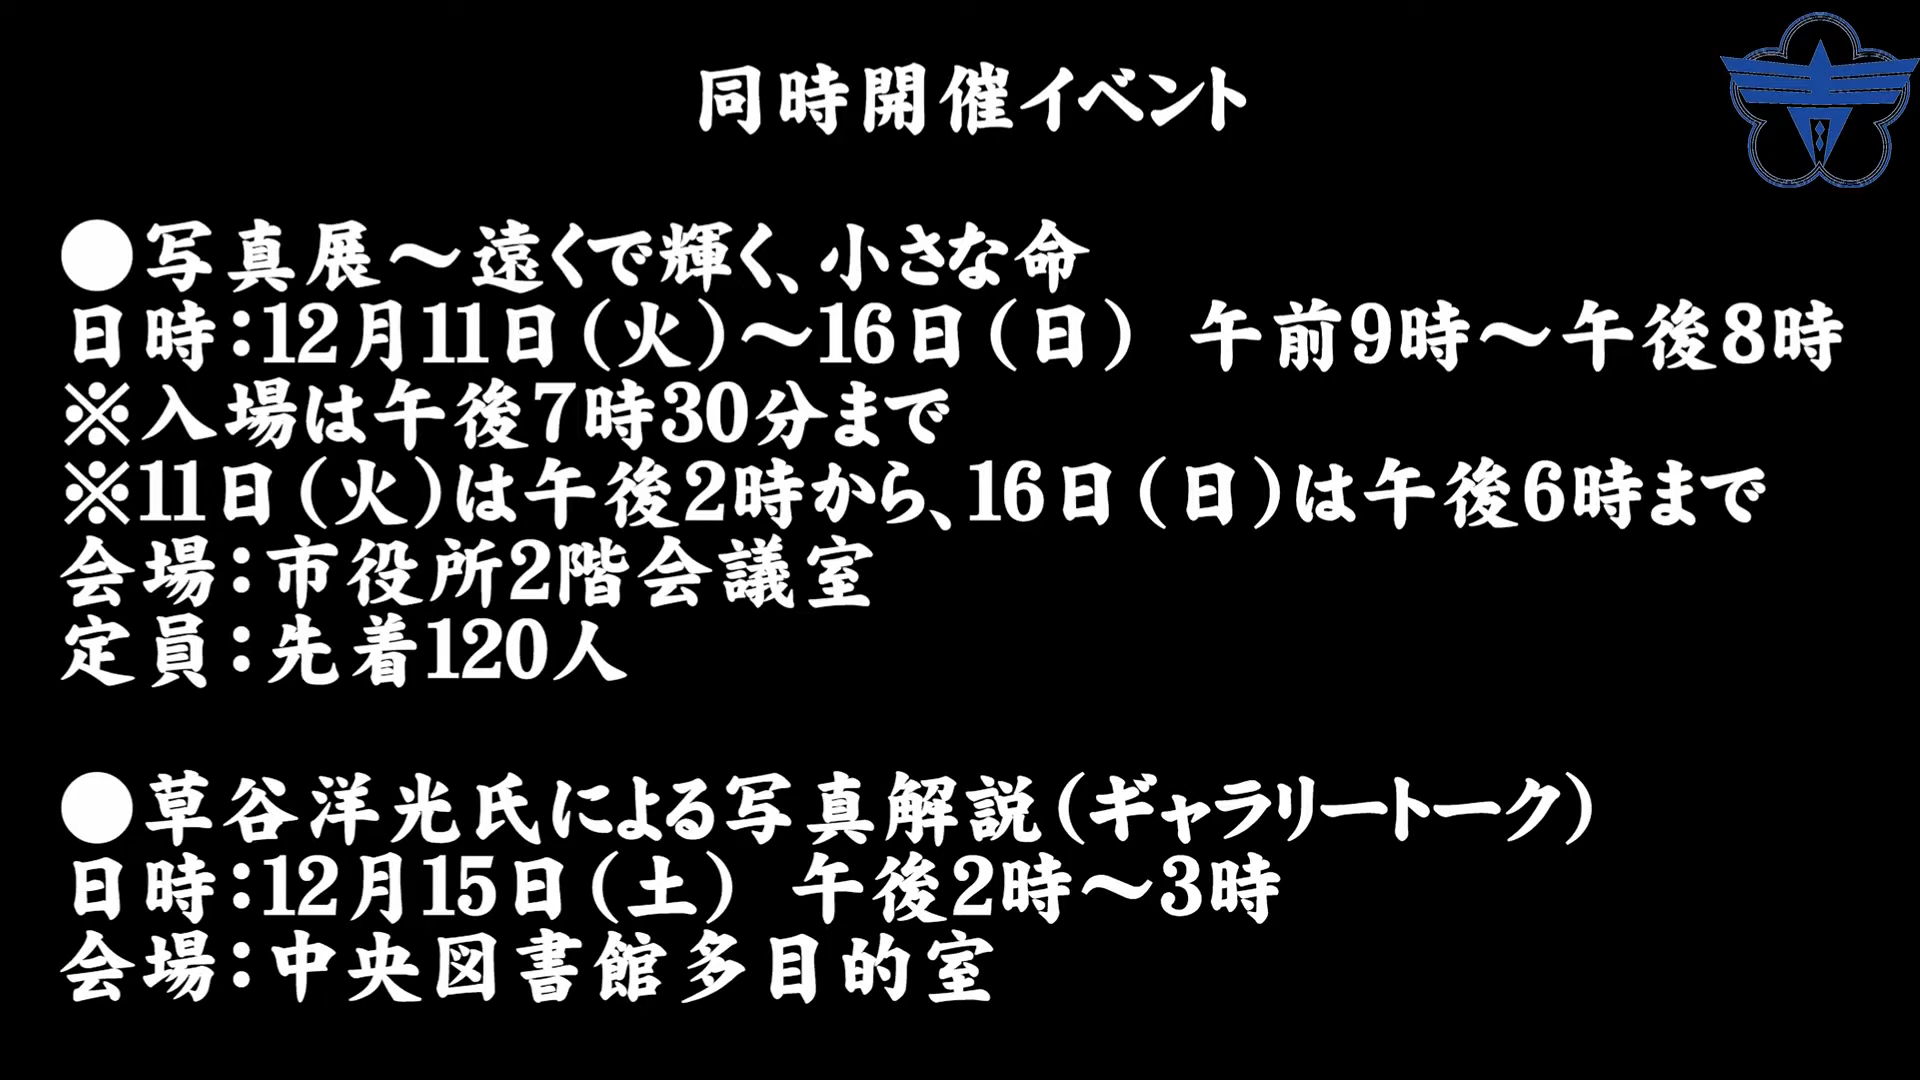 同時開催イベント
●写真展～遠くで輝く、小さな命
日時：12月11日（火）～16日（日）　午前9時～午後8時
※入場は午後7時30分まで
※11日（火）は午後2時から、16日（日）は午後6時まで
会場：市役所2階会議室
定員：先着120人
●草谷洋光氏による写真解説（ギャラリートーク）
日時：12月15日（土）　午後2時～3時
会場：中央図書館多目的室